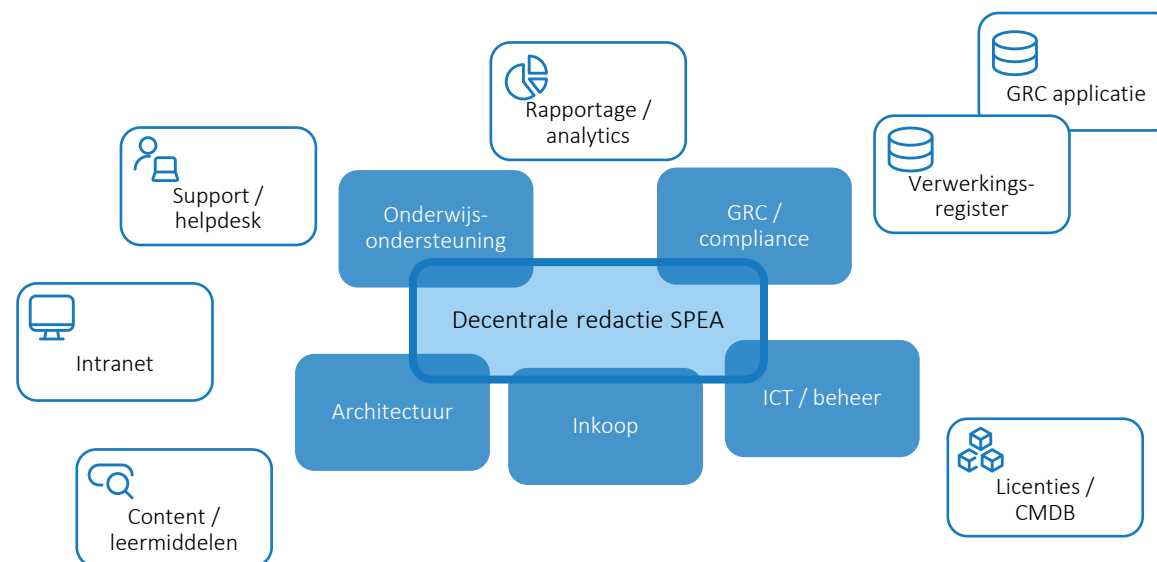 GRC applicatie
Rapportage /
analytics
Verwerkings-
register
Support /
helpdesk
Onderwijs-
ondersteuning
GRC /
compliance
Decentrale redactie SPEA
Intranet
Architectuur
Inkoop
ICT / beheer
Licenties /
CMDB
Content /
leermiddelen